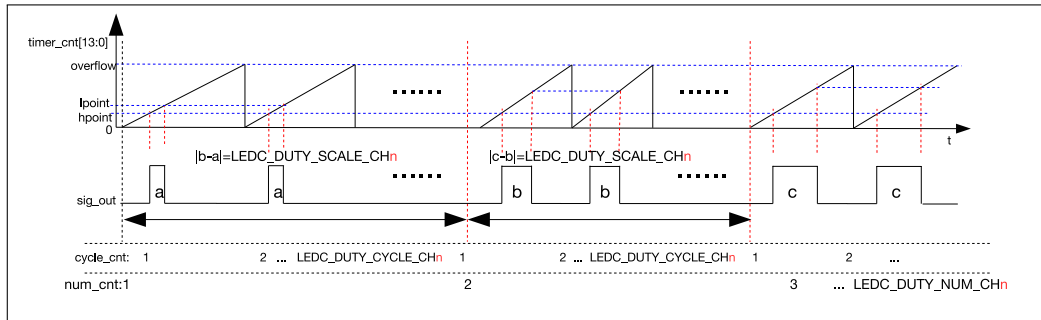 timer_cnt[13:0]
overflow
lpoint
hpoint
0
t
|b-a|=LEDC_DUTY_SCALE_CHn
|c-b|=LEDC_DUTY_SCALE_CHn
sig_out
a a b b c c
cycle_cnt: 1 2 ... LEDC_DUTY_CYCLE_CHn 1 2 ... LEDC_DUTY_CYCLE_CHn 1 2 ...
num_cnt:1 2 3 ... LEDC_DUTY_NUM_CHn